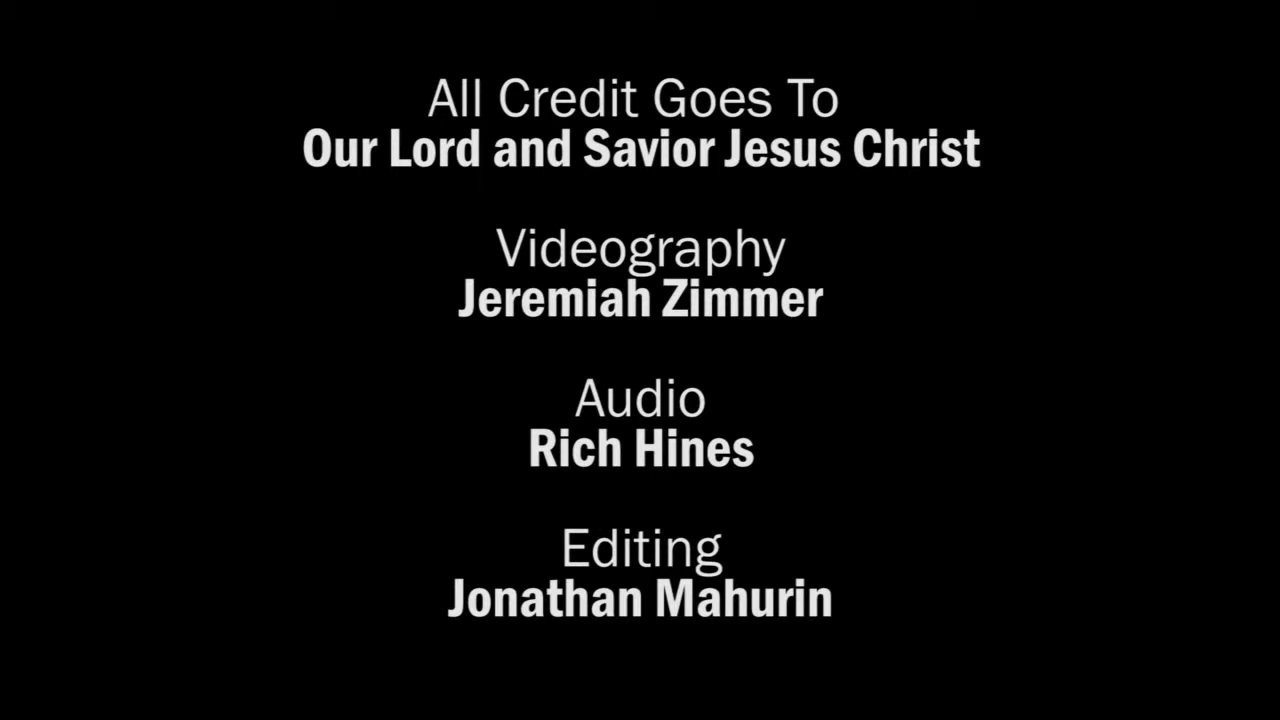 All Credit Goes To
Our Lord and Savior Jesus Christ
Videography
Jeremiah Zimmer
Audio
Rich Hines
Editing
Jonathan Mahurin